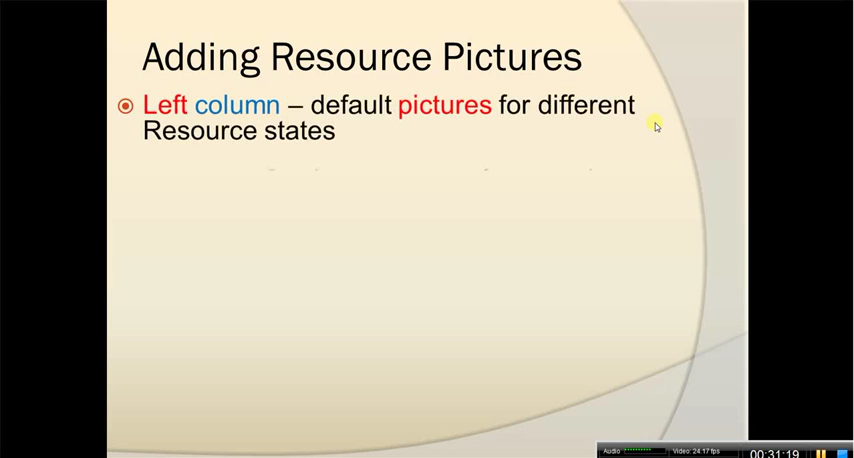 Adding Resource Pictures
Left column – default pictures for different
Resource states
Audio
Video: 24.17 fps
00:31:19